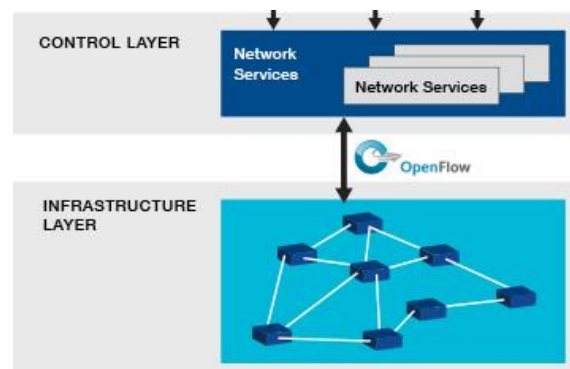 CONTROL LAYER
Network
Services
Network Services
OpenFlow
INFRASTRUCTURE
LAYER